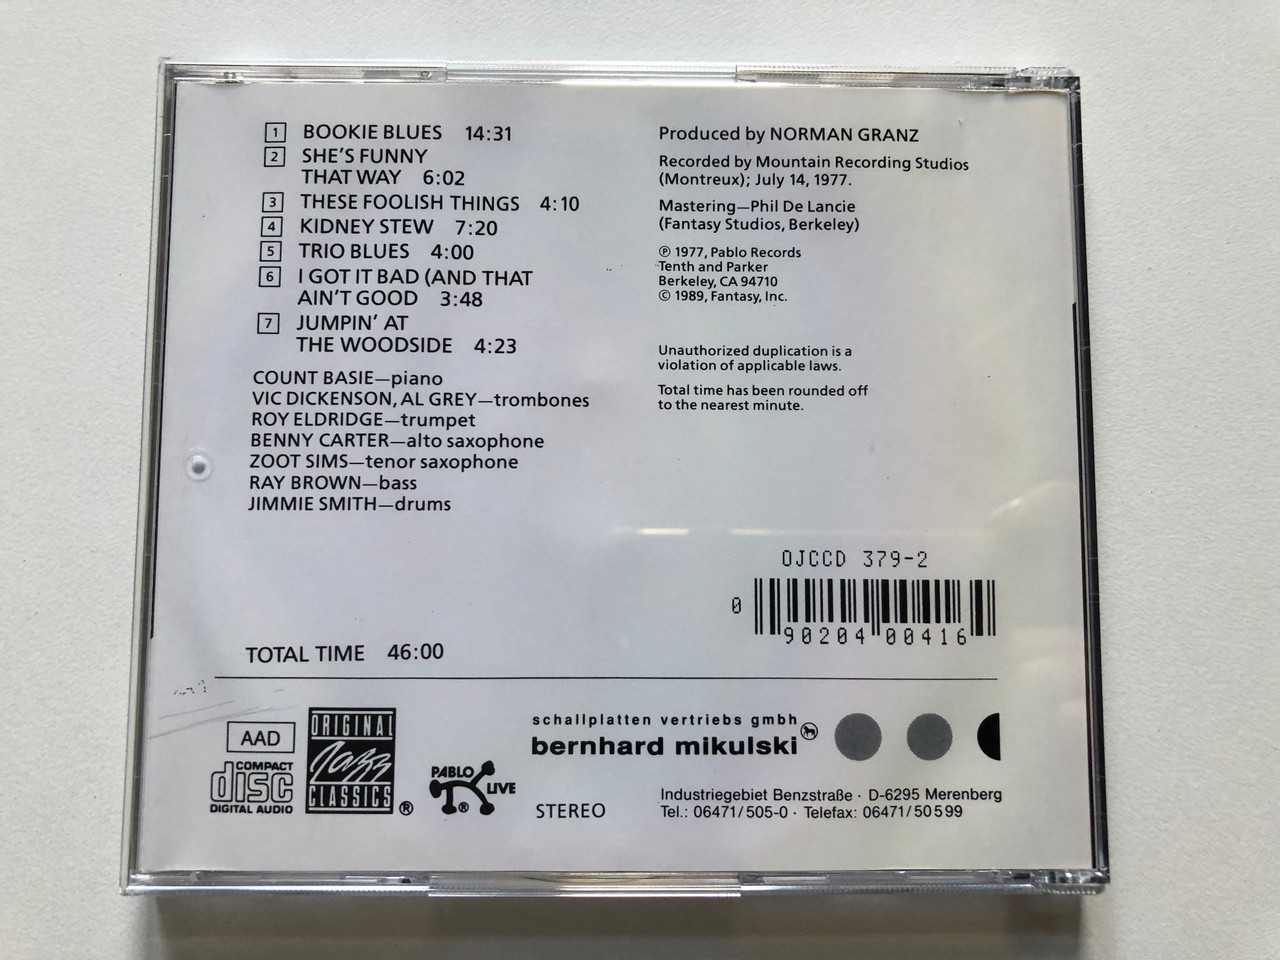 1 BOOKIE BLUES 14:31
2 SHE'S FUNNY
THAT WAY 6:02
3 THESE FOOLISH THINGS 4:10
4 KIDNEY STEW 7:20
5 TRIO BLUES 4:00
6 I GOT IT BAD (AND THAT
AIN'T GOOD 3:48
7 JUMPIN' AT
THE WOODSIDE 4:23
COUNT BASIE—piano
VIC DICKENSON, AL GREY—trombones
ROY ELDRIDGE—trumpet
BENNY CARTER—alto saxophone
ZOOT SIMS—tenor saxophone
RAY BROWN—bass
JIMMIE SMITH—drums
TOTAL TIME 46:00
Produced by NORMAN GRANZ
Recorded by Mountain Recording Studios
(Montreux); July 14, 1977.
Mastering—Phil De Lancie
(Fantasy Studios, Berkeley)
℗ 1977, Pablo Records
Tenth and Parker
Berkeley, CA 94710
© 1989, Fantasy, Inc.
Unauthorized duplication is a
violation of applicable laws.
Total time has been rounded off
to the nearest minute.
OJCCD 379-2
0 90204 00416
AAD
COMPACT
disc
DIGITAL AUDIO
ORIGINAL
Jazz
CLASSICS ®
PABLO
LIVE
®
STEREO
schallplatten vertriebs gmbh
bernhard mikulski
Industriegebiet Benzstraße · D-6295 Merenberg
Tel.: 06471/505-0 · Telefax: 06471/50599